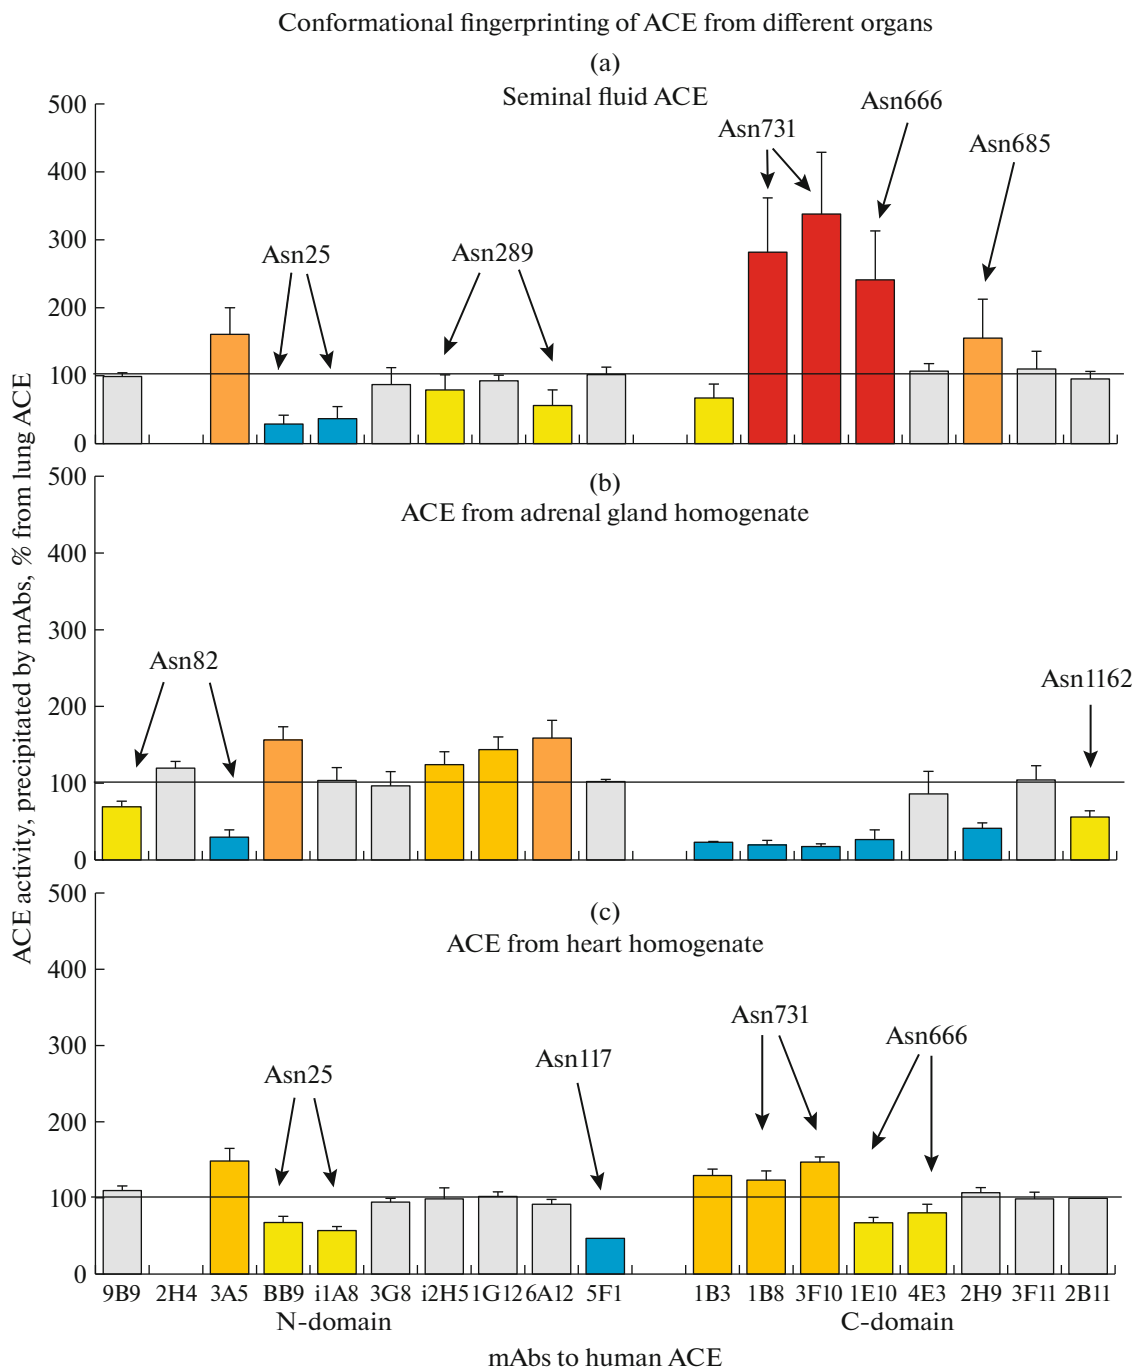 Conformational fingerprinting of ACE from different organs
(a)
Seminal fluid ACE
500
400
300
200
100
0
Asn25
Asn289
Asn731
Asn666
Asn685
(b)
ACE from adrenal gland homogenate
500
400
300
200
100
0
Asn82
Asn1162
(c)
ACE from heart homogenate
500
400
300
200
100
0
Asn25
Asn117
Asn731
Asn666
ACE activity, precipitated by mAbs, % from lung ACE
9B9 2H4 3A5 BB9 i1A8 3G8 i2H5 1G12 6A12 5F1 1B3 1B8 3F10 1E10 4E3 2H9 3F11 2B11
N-domain C-domain
mAbs to human ACE